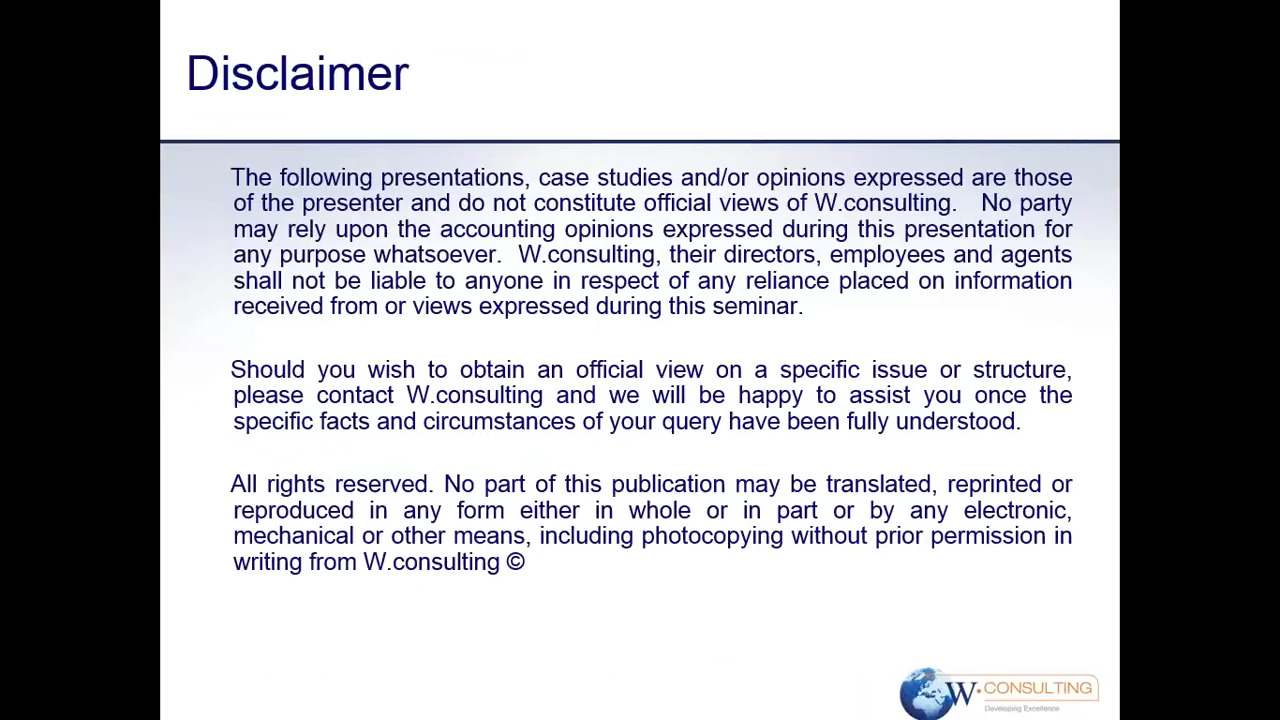 Disclaimer
The following presentations, case studies and/or opinions expressed are those
of the presenter and do not constitute official views of W.consulting. No party
may rely upon the accounting opinions expressed during this presentation for
any purpose whatsoever. W.consulting, their directors, employees and agents
shall not be liable to anyone in respect of any reliance placed on information
received from or views expressed during this seminar.
Should you wish to obtain an official view on a specific issue or structure,
please contact W.consulting and we will be happy to assist you once the
specific facts and circumstances of your query have been fully understood.
All rights reserved. No part of this publication may be translated, reprinted or
reproduced in any form either in whole or in part or by any electronic,
mechanical or other means, including photocopying without prior permission in
writing from W.consulting ©
W.CONSULTING
Developing Excellence